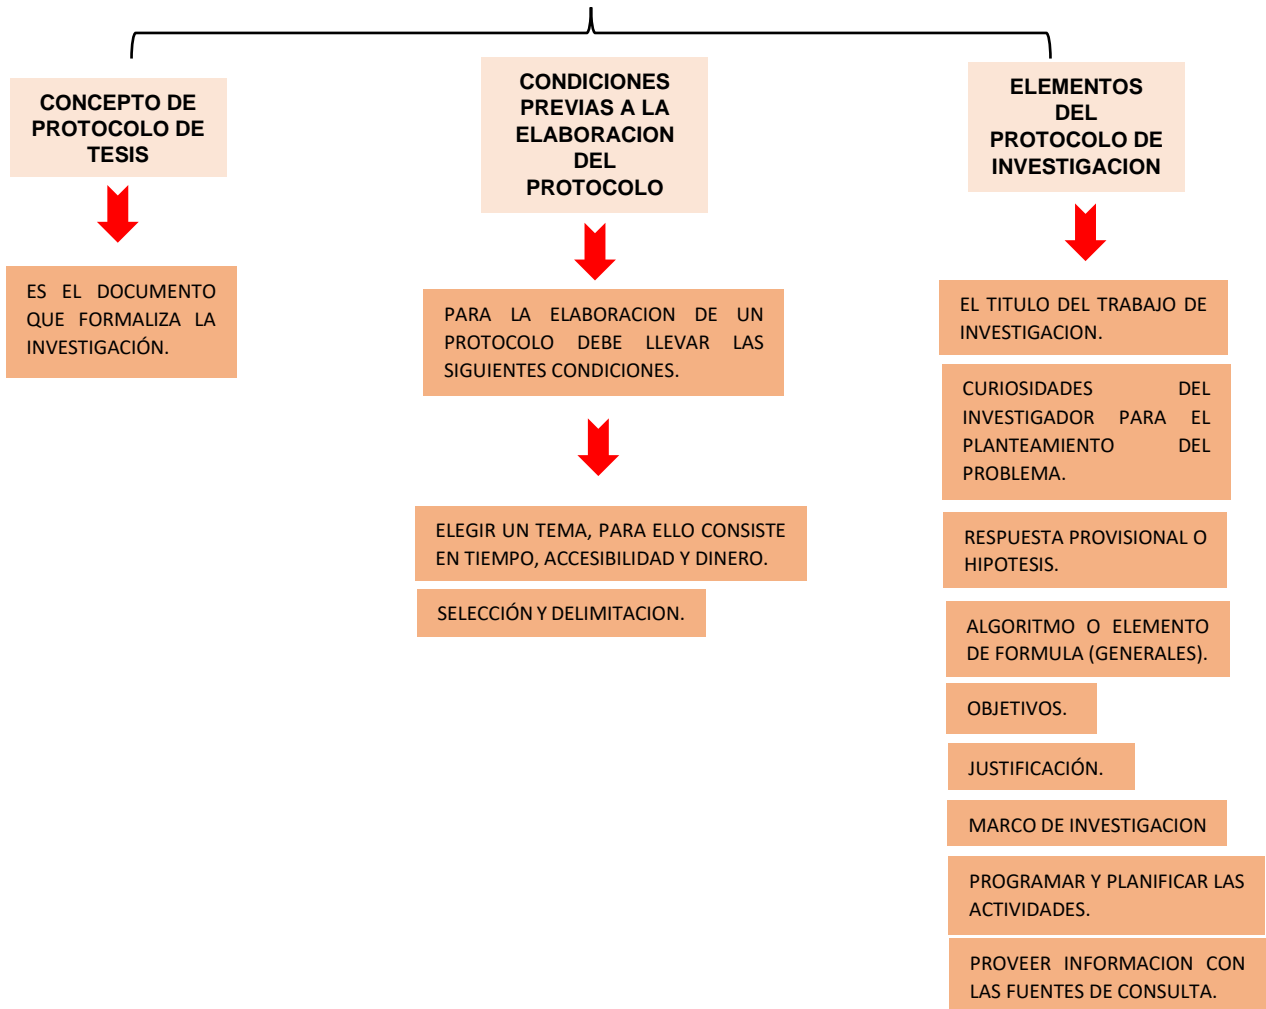 CONCEPTO DE
PROTOCOLO DE
TESIS
ES EL DOCUMENTO
QUE FORMALIZA LA
INVESTIGACIÓN.
CONDICIONES
PREVIAS A LA
ELABORACION
DEL
PROTOCOLO
PARA LA ELABORACION DE UN
PROTOCOLO DEBE LLEVAR LAS
SIGUIENTES CONDICIONES.
ELEGIR UN TEMA, PARA ELLO CONSISTE
EN TIEMPO, ACCESIBILIDAD Y DINERO.
SELECCIÓN Y DELIMITACION.
ELEMENTOS
DEL
PROTOCOLO DE
INVESTIGACION
EL TITULO DEL TRABAJO DE
INVESTIGACION.
CURIOSIDADES DEL
INVESTIGADOR PARA EL
PLANTEAMIENTO DEL
PROBLEMA.
RESPUESTA PROVISIONAL O
HIPOTESIS.
ALGORITMO O ELEMENTO
DE FORMULA (GENERALES).
OBJETIVOS.
JUSTIFICACIÓN.
MARCO DE INVESTIGACION
PROGRAMAR Y PLANIFICAR LAS
ACTIVIDADES.
PROVEER INFORMACION CON
LAS FUENTES DE CONSULTA.